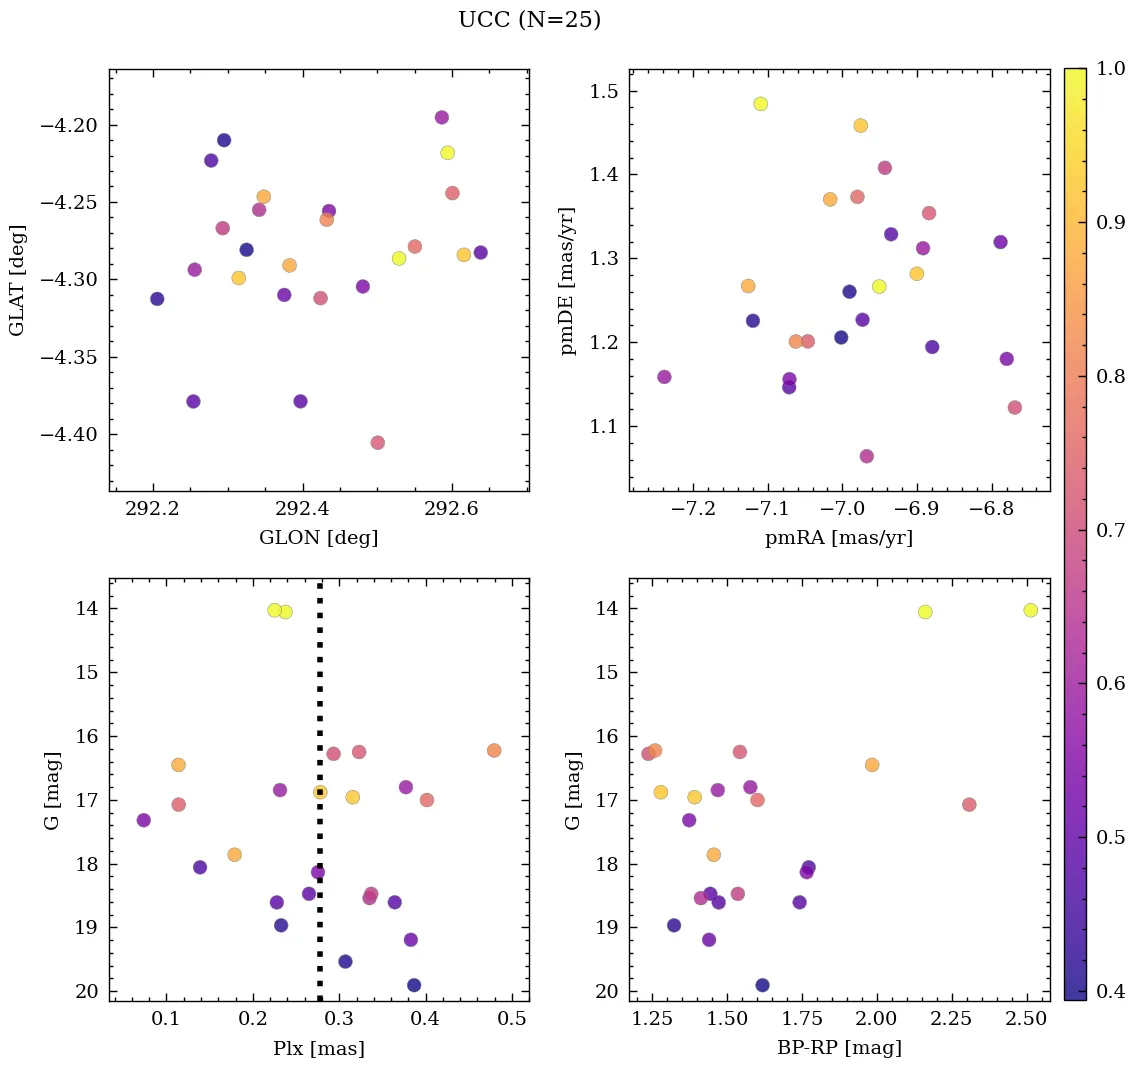 UCC (N=25)
−4.20
−4.25
−4.30
−4.35
−4.40
GLAT [deg]
292.2 292.4 292.6
GLON [deg]
1.5
1.4
1.3
1.2
1.1
pmDE [mas/yr]
−7.2 −7.1 −7.0 −6.9 −6.8
pmRA [mas/yr]
14
15
16
17
18
19
20
G [mag]
0.1 0.2 0.3 0.4 0.5
Plx [mas]
14
15
16
17
18
19
20
G [mag]
1.25 1.50 1.75 2.00 2.25 2.50
BP-RP [mag]
1.0
0.9
0.8
0.7
0.6
0.5
0.4